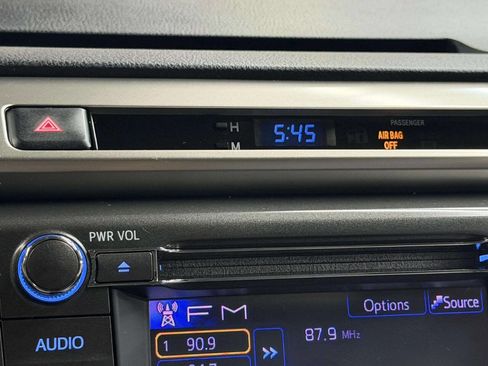 PASSENGER
H 5:45 AIR BAG
M OFF
PWR VOL
FM Options Source
AUDIO 1 90.9 >> 87.9 MHz